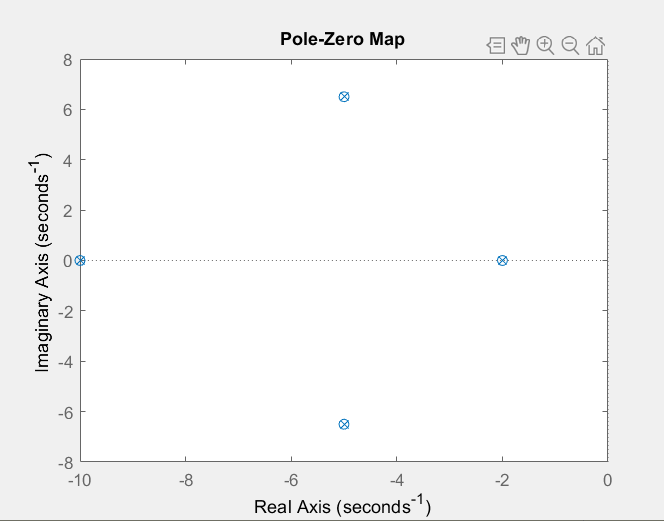 Pole-Zero Map
8
6
4
2
0
-2
-4
-6
-8
Imaginary Axis (seconds-1)
-10 -8 -6 -4 -2 0
Real Axis (seconds-1)